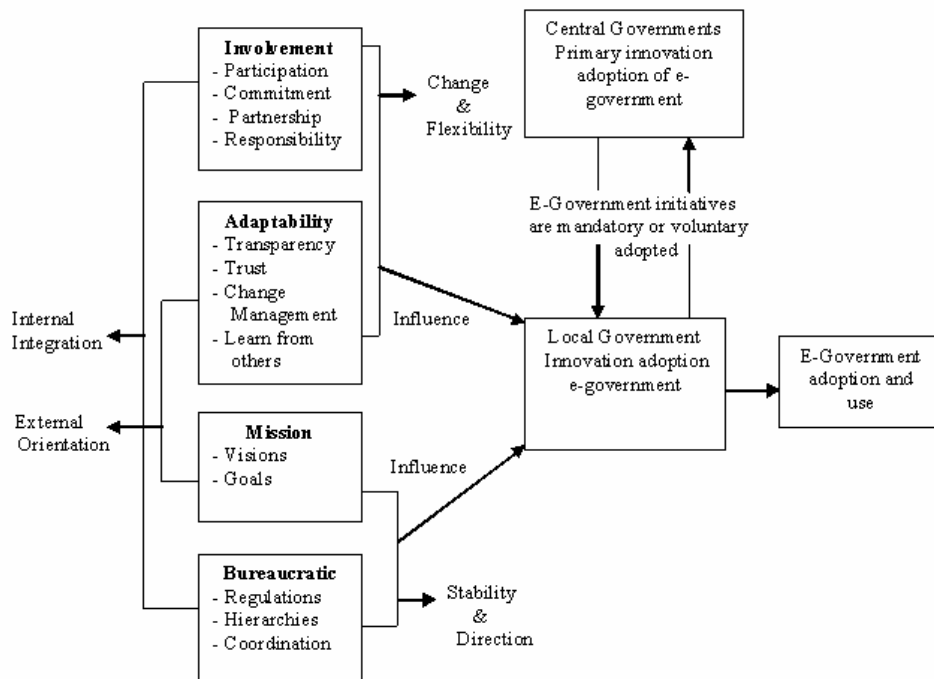 Involvement
- Participation
- Commitment
- Partnership
- Responsibility
Change
&
Flexibility
Central Governments
Primary innovation
adoption of e-
government
E-Government initiatives
are mandatory or voluntary
adopted
Adaptability
- Transparency
- Trust
- Change
Management
- Learn from
others
Internal
Integration
Influence
Local Government
Innovation adoption
e-government
E-Government
adoption and
use
External
Orientation
Mission
- Visions
- Goals
Influence
Bureaucratic
- Regulations
- Hierarchies
- Coordination
Stability
&
Direction